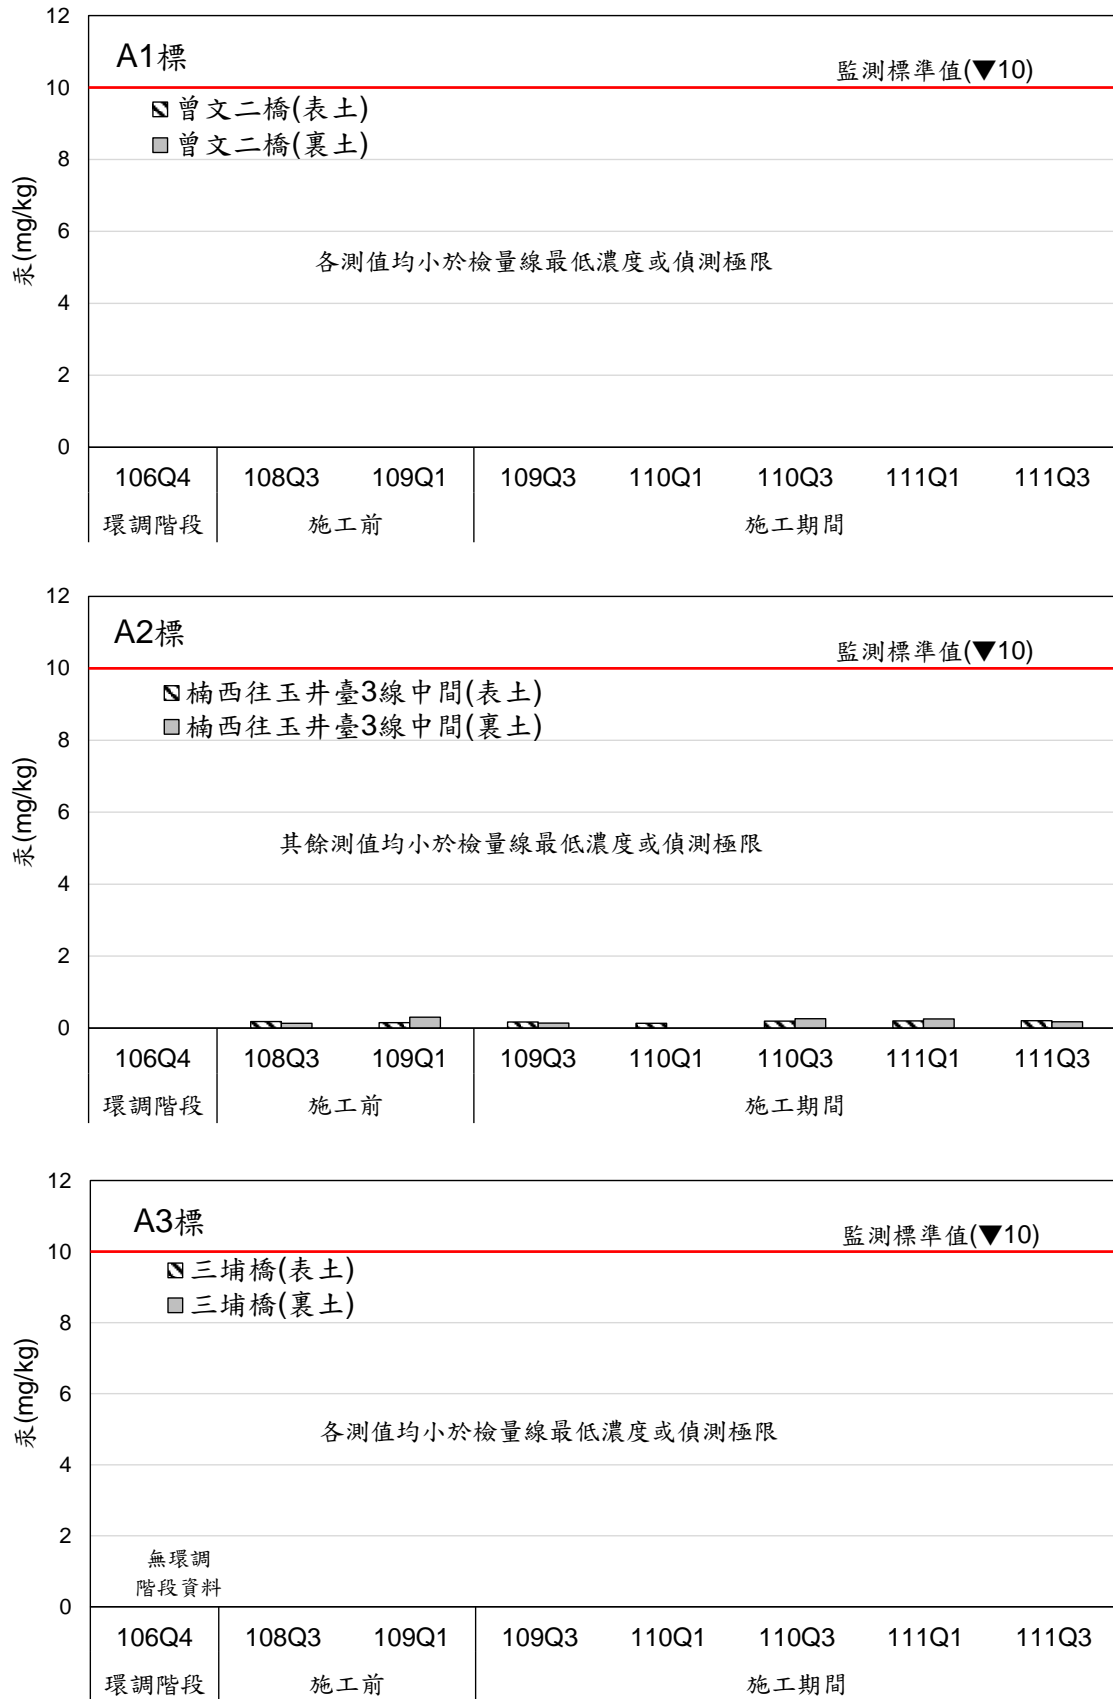 12
A1標
監測標準值(▼10)
10
曾文二橋(表土)
曾文二橋(裏土)
8
6
汞(mg/kg)
各測值均小於檢量線最低濃度或偵測極限
4
2
0
106Q4 108Q3 109Q1 109Q3 110Q1 110Q3 111Q1 111Q3
環調階段 施工前 施工期間
12
A2標
監測標準值(▼10)
10
楠西往玉井臺3線中間(表土)
楠西往玉井臺3線中間(裏土)
8
6
汞(mg/kg)
其餘測值均小於檢量線最低濃度或偵測極限
4
2
0
106Q4 108Q3 109Q1 109Q3 110Q1 110Q3 111Q1 111Q3
環調階段 施工前 施工期間
12
A3標
監測標準值(▼10)
10
三埔橋(表土)
三埔橋(裏土)
8
6
汞(mg/kg)
各測值均小於檢量線最低濃度或偵測極限
4
2
無環調
階段資料
0
106Q4 108Q3 109Q1 109Q3 110Q1 110Q3 111Q1 111Q3
環調階段 施工前 施工期間